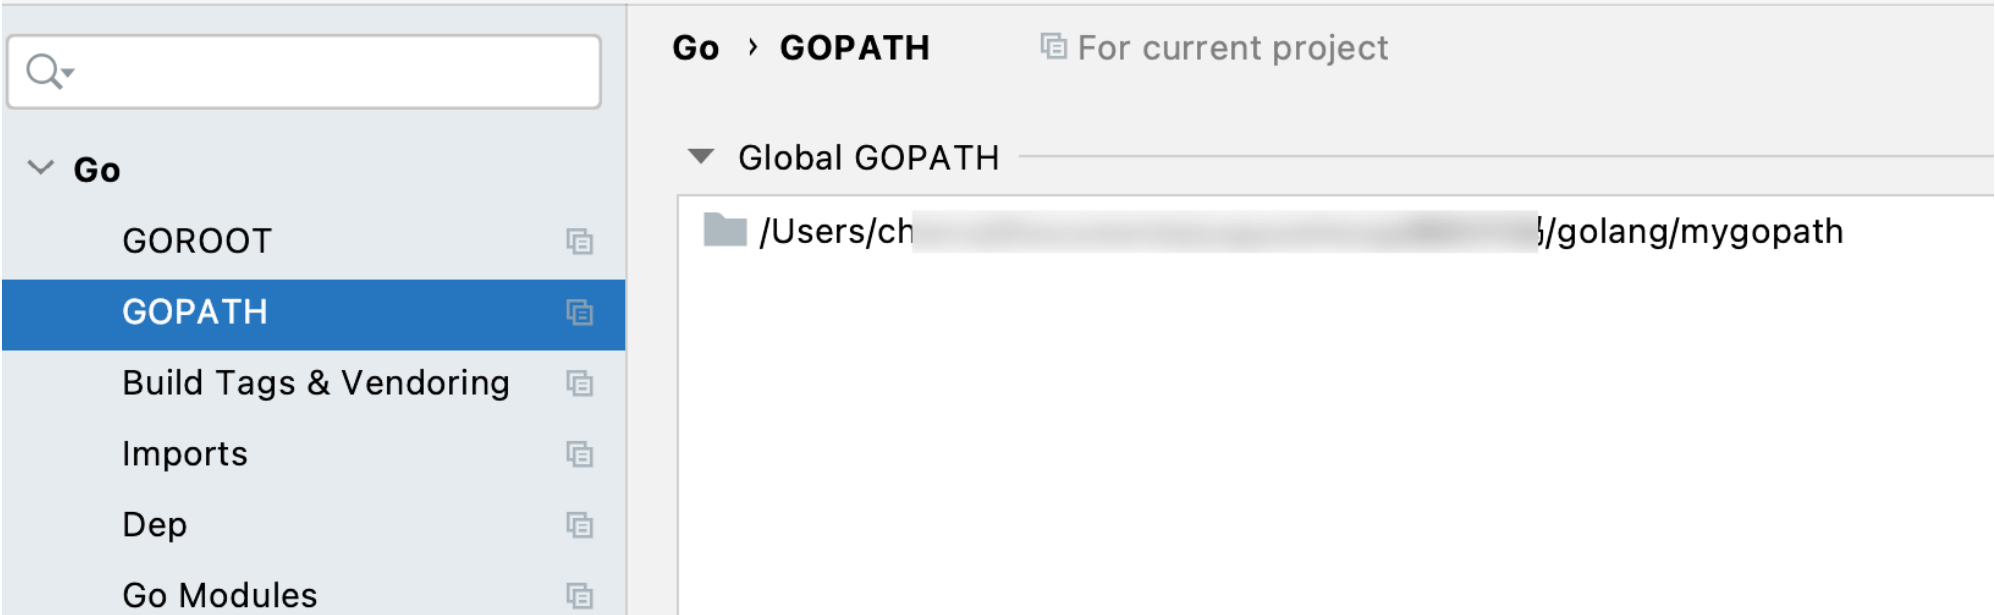 Go › GOPATH
For current project
Go
GOROOT
GOPATH
Build Tags & Vendoring
Imports
Dep
Go Modules
Global GOPATH
/Users/ch
/golang/mygopath